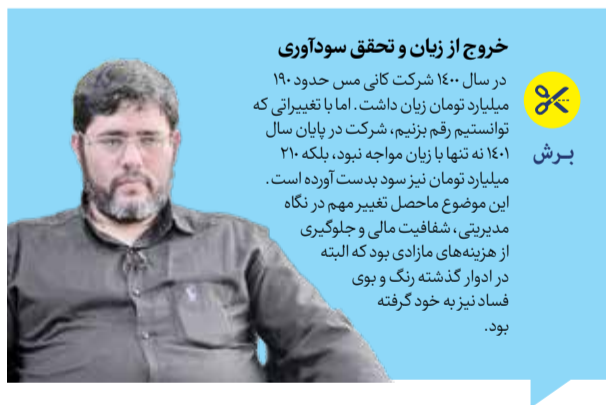 خروج از زیان و تحقق سودآوری
در سال ۱٤۰۰ شرکت کانی مس حدود ۱۹۰
میلیارد تومان زیان داشت. اما با تغییراتی که
توانستیم رقم بزنیم، شرکت در پایان سال
۱٤۰۱ نه تنها با زیان مواجه نبود، بلکه ۲۱۰
میلیارد تومان نیز سود بدست آورده است.
این موضوع ماحصل تغییر مهم در نگاه
مدیریتی، شفافیت مالی و جلوگیری
از هزینه‌های مازادی بود که البته
در ادوار گذشته رنگ و بوی
فساد نیز به خود گرفته
بود.
بـرش